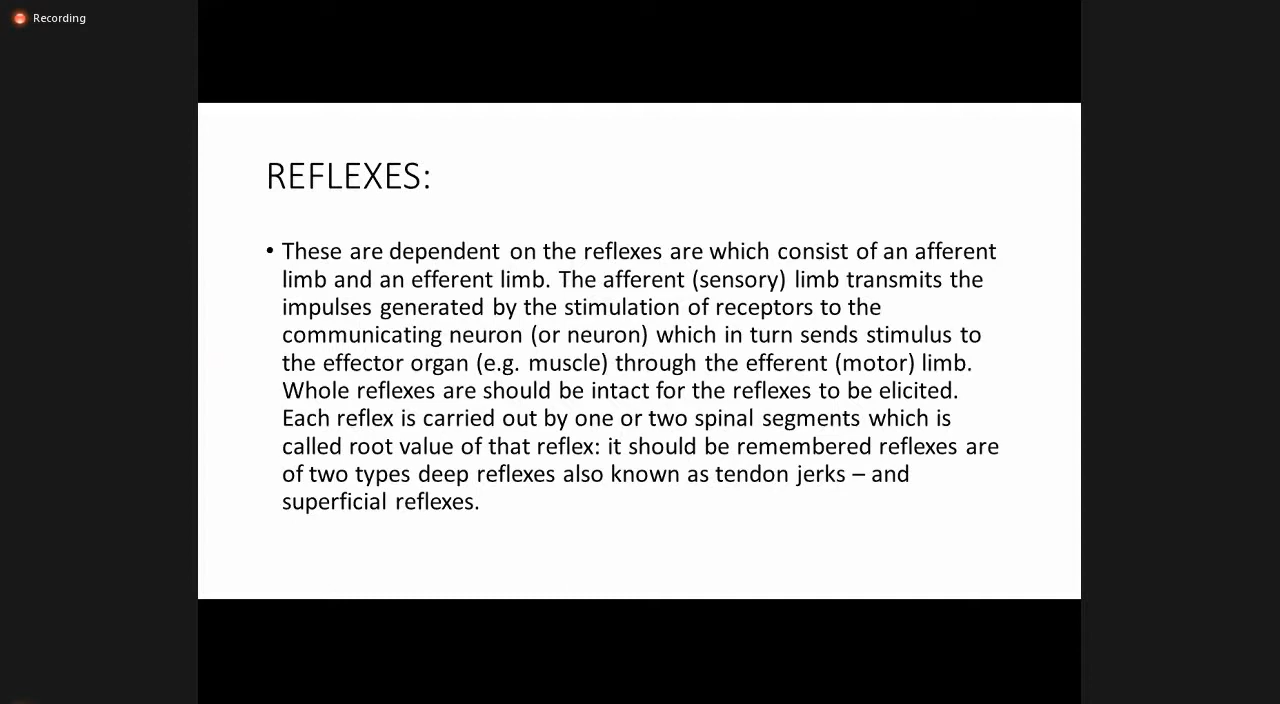 Recording
REFLEXES:
• These are dependent on the reflexes are which consist of an afferent
limb and an efferent limb. The afferent (sensory) limb transmits the
impulses generated by the stimulation of receptors to the
communicating neuron (or neuron) which in turn sends stimulus to
the effector organ (e.g. muscle) through the efferent (motor) limb.
Whole reflexes are should be intact for the reflexes to be elicited.
Each reflex is carried out by one or two spinal segments which is
called root value of that reflex: it should be remembered reflexes are
of two types deep reflexes also known as tendon jerks – and
superficial reflexes.